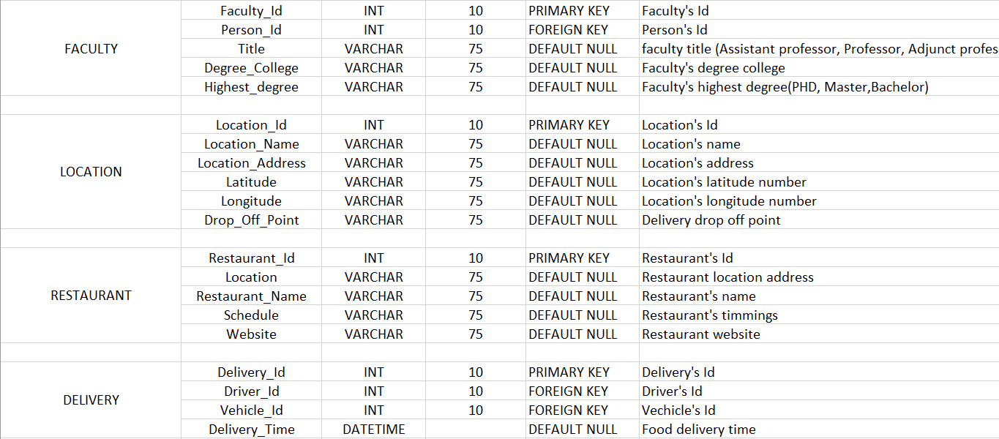 Faculty_Id INT 10 PRIMARY KEY Faculty's Id
Person_Id INT 10 FOREIGN KEY Person's Id
FACULTY Title VARCHAR 75 DEFAULT NULL faculty title (Assistant professor, Professor, Adjunct profes
Degree_College VARCHAR 75 DEFAULT NULL Faculty's degree college
Highest_degree VARCHAR 75 DEFAULT NULL Faculty's highest degree(PHD, Master,Bachelor)
Location_Id INT 10 PRIMARY KEY Location's Id
Location_Name VARCHAR 75 DEFAULT NULL Location's name
Location_Address VARCHAR 75 DEFAULT NULL Location's address
LOCATION
Latitude VARCHAR 75 DEFAULT NULL Location's latitude number
Longitude VARCHAR 75 DEFAULT NULL Location's longitude number
Drop_Off_Point VARCHAR 75 DEFAULT NULL Delivery drop off point
Restaurant_Id INT 10 PRIMARY KEY Restaurant's Id
Location VARCHAR 75 DEFAULT NULL Restaurant location address
RESTAURANT Restaurant_Name VARCHAR 75 DEFAULT NULL Restaurant's name
Schedule VARCHAR 75 DEFAULT NULL Restaurant's timmings
Website VARCHAR 75 DEFAULT NULL Restaurant website
Delivery_Id INT 10 PRIMARY KEY Delivery's Id
Driver_Id INT 10 FOREIGN KEY Driver's Id
DELIVERY
Vehicle_Id INT 10 FOREIGN KEY Vechicle's Id
Delivery_Time DATETIME DEFAULT NULL Food delivery time